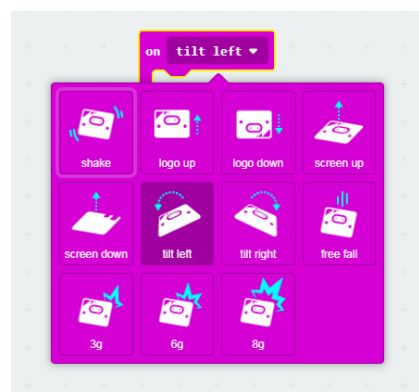 on tilt left
shake logo up logo down screen up
screen down tilt left tilt right free fall
3g 6g 8g